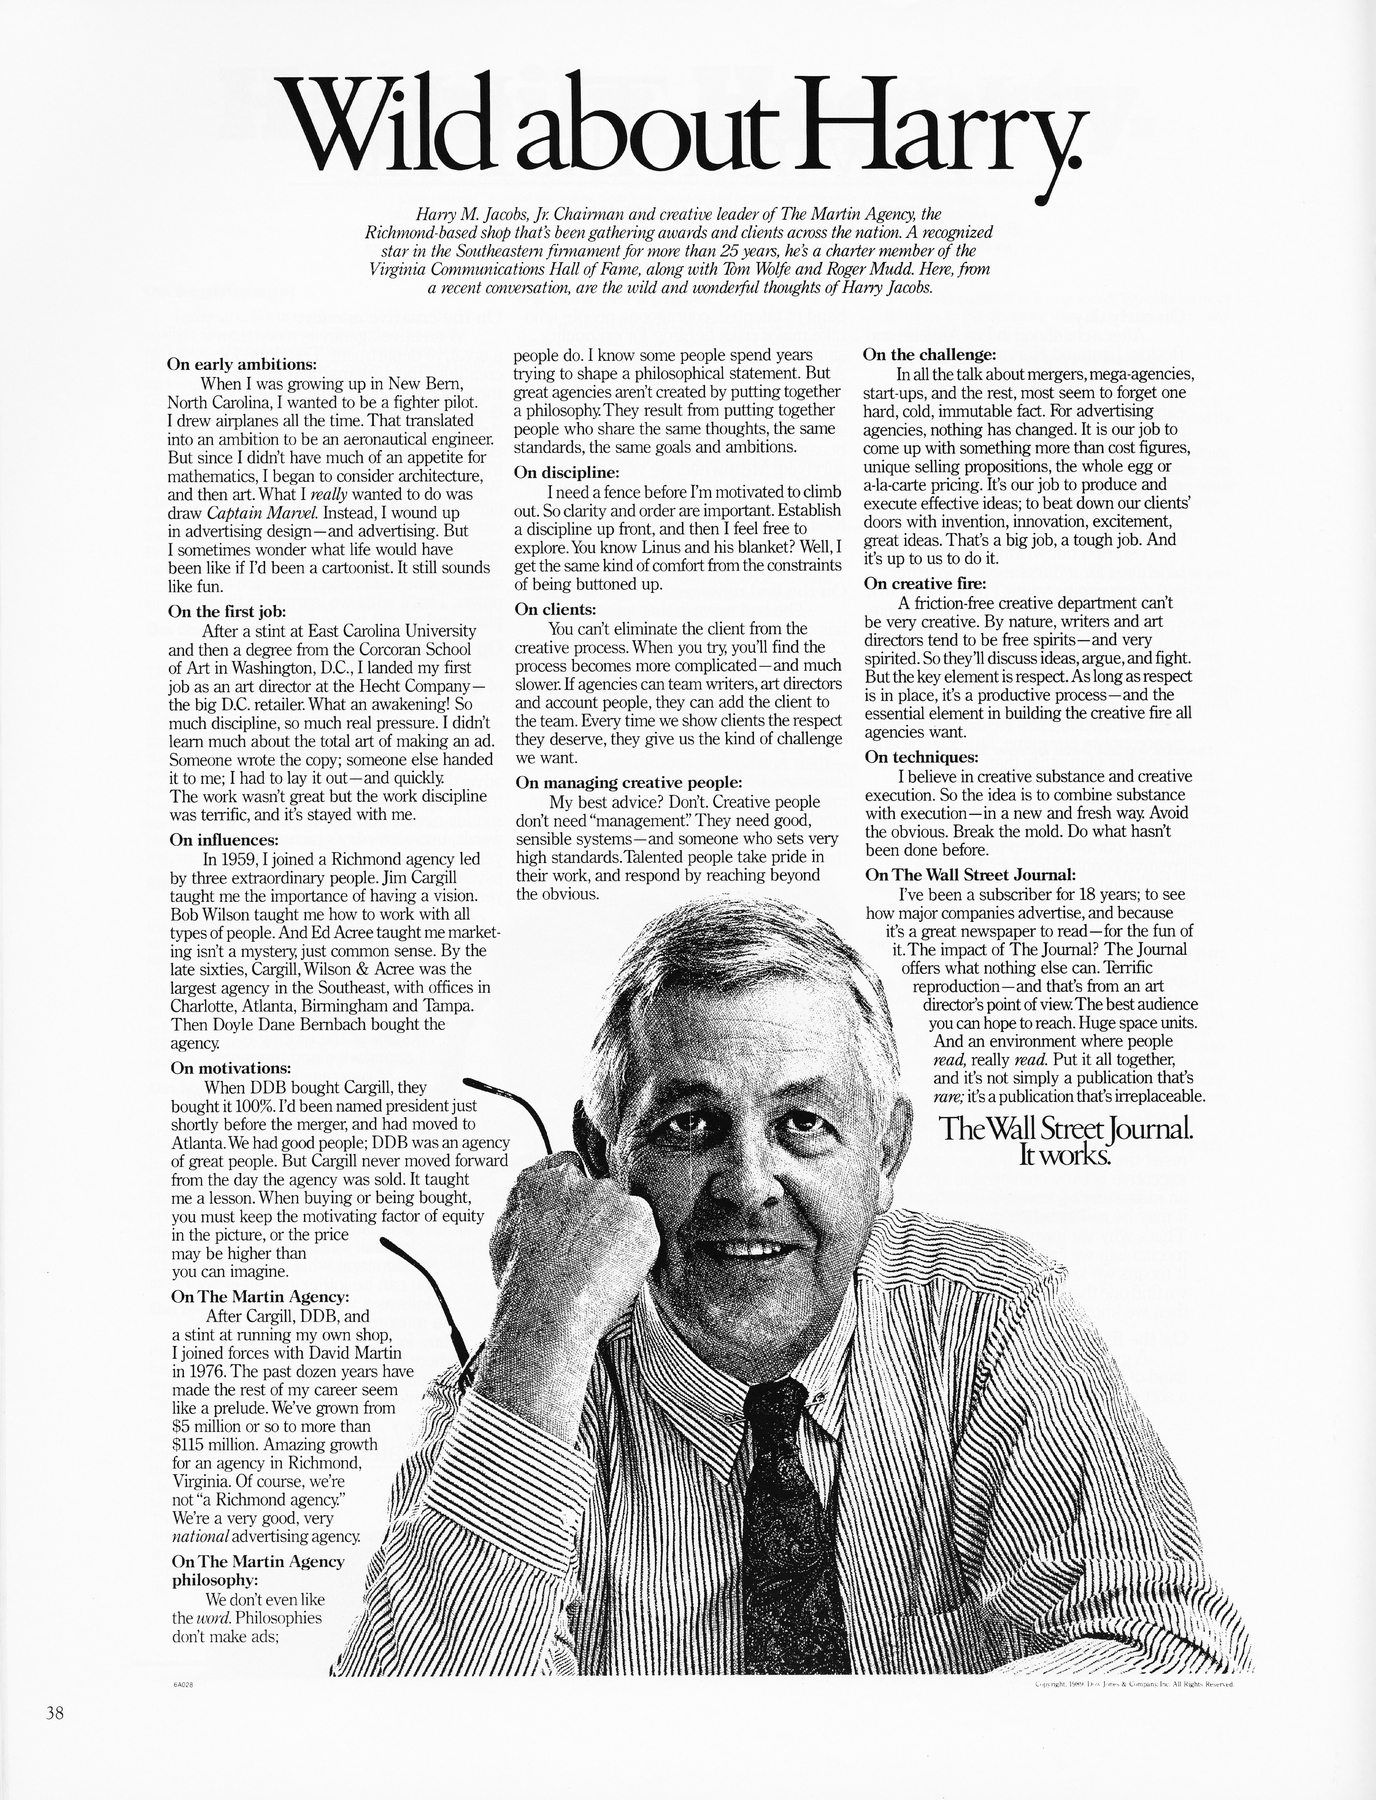 Wild about Harry.
Harry M. Jacobs, Jr. Chairman and creative leader of The Martin Agency, the
Richmond-based shop that's been gathering awards and clients across the nation. A recognized
star in the Southeastern firmament for more than 25 years, he's a charter member of the
Virginia Communications Hall of Fame, along with Tom Wolfe and Roger Mudd. Here, from
a recent conversation, are the wild and wonderful thoughts of Harry Jacobs.
On early ambitions:
When I was growing up in New Bern,
North Carolina, I wanted to be a fighter pilot.
I drew airplanes all the time. That translated
into an ambition to be an aeronautical engineer.
But since I didn't have much of an appetite for
mathematics, I began to consider architecture,
and then art. What I really wanted to do was
draw Captain Marvel. Instead, I wound up
in advertising design—and advertising. But
I sometimes wonder what life would have
been like if I'd been a cartoonist. It still sounds
like fun.
On the first job:
After a stint at East Carolina University
and then a degree from the Corcoran School
of Art in Washington, D.C., I landed my first
job as an art director at the Hecht Company—
the big D.C. retailer. What an awakening! So
much discipline, so much real pressure. I didn't
learn much about the total art of making an ad.
Someone wrote the copy; someone else handed
it to me; I had to lay it out—and quickly.
The work wasn't great but the work discipline
was terrific, and it's stayed with me.
On influences:
In 1959, I joined a Richmond agency led
by three extraordinary people. Jim Cargill
taught me the importance of having a vision.
Bob Wilson taught me how to work with all
types of people. And Ed Acree taught me market-
ing isn't a mystery, just common sense. By the
late sixties, Cargill, Wilson & Acree was the
largest agency in the Southeast, with offices in
Charlotte, Atlanta, Birmingham and Tampa.
Then Doyle Dane Bernbach bought the
agency.
On motivations:
When DDB bought Cargill, they
bought it 100%. I'd been named president just
shortly before the merger, and had moved to
Atlanta. We had good people; DDB was an agency
of great people. But Cargill never moved forward
from the day the agency was sold. It taught
me a lesson. When buying or being bought,
you must keep the motivating factor of equity
in the picture, or the price
may be higher than
you can imagine.
On The Martin Agency:
After Cargill, DDB, and
a stint at running my own shop,
I joined forces with David Martin
in 1976. The past dozen years have
made the rest of my career seem
like a prelude. We've grown from
$5 million or so to more than
$115 million. Amazing growth
for an agency in Richmond,
Virginia. Of course, we're
not "a Richmond agency."
We're a very good, very
national advertising agency.
On The Martin Agency
philosophy:
We don't even like
the word. Philosophies
don't make ads;
people do. I know some people spend years
trying to shape a philosophical statement. But
great agencies aren't created by putting together
a philosophy. They result from putting together
people who share the same thoughts, the same
standards, the same goals and ambitions.
On discipline:
I need a fence before I'm motivated to climb
out. So clarity and order are important. Establish
a discipline up front, and then I feel free to
explore. You know Linus and his blanket? Well, I
get the same kind of comfort from the constraints
of being buttoned up.
On clients:
You can't eliminate the client from the
creative process. When you try, you'll find the
process becomes more complicated—and much
slower. If agencies can team writers, art directors
and account people, they can add the client to
the team. Every time we show clients the respect
they deserve, they give us the kind of challenge
we want.
On managing creative people:
My best advice? Don't. Creative people
don't need "management." They need good,
sensible systems—and someone who sets very
high standards. Talented people take pride in
their work, and respond by reaching beyond
the obvious.
On the challenge:
In all the talk about mergers, mega-agencies,
start-ups, and the rest, most seem to forget one
hard, cold, immutable fact. For advertising
agencies, nothing has changed. It is our job to
come up with something more than cost figures,
unique selling propositions, the whole egg or
a-la-carte pricing. It's our job to produce and
execute effective ideas; to beat down our clients'
doors with invention, innovation, excitement,
great ideas. That's a big job, a tough job. And
it's up to us to do it.
On creative fire:
A friction-free creative department can't
be very creative. By nature, writers and art
directors tend to be free spirits—and very
spirited. So they'll discuss ideas, argue, and fight.
But the key element is respect. As long as respect
is in place, it's a productive process—and the
essential element in building the creative fire all
agencies want.
On techniques:
I believe in creative substance and creative
execution. So the idea is to combine substance
with execution—in a new and fresh way. Avoid
the obvious. Break the mold. Do what hasn't
been done before.
On The Wall Street Journal:
I've been a subscriber for 18 years; to see
how major companies advertise, and because
it's a great newspaper to read—for the fun of
it. The impact of The Journal? The Journal
offers what nothing else can. Terrific
reproduction—and that's from an art
director's point of view. The best audience
you can hope to reach. Huge space units.
And an environment where people
read, really read. Put it all together,
and it's not simply a publication that's
rare; it's a publication that's irreplaceable.
The Wall Street Journal.
It works.
6A028
Copyright, 1989, Dow Jones & Company, Inc. All Rights Reserved.
38